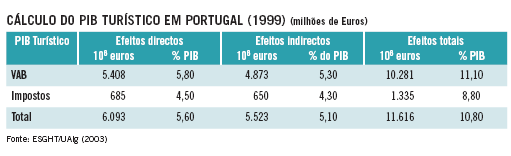 CÁLCULO DO PIB TURÍSTICO EM PORTUGAL (1999) (milhões de Euros)
PIB Turístico Efeitos directos Efeitos indirectos Efeitos totais
10⁶ euros % PIB 10⁶ euros % do PIB 10⁶ euros % PIB
VAB 5.408 5,80 4.873 5,30 10.281 11,10
Impostos 685 4,50 650 4,30 1.335 8,80
Total 6.093 5,60 5.523 5,10 11.616 10,80
Fonte: ESGHT/UAlg (2003)